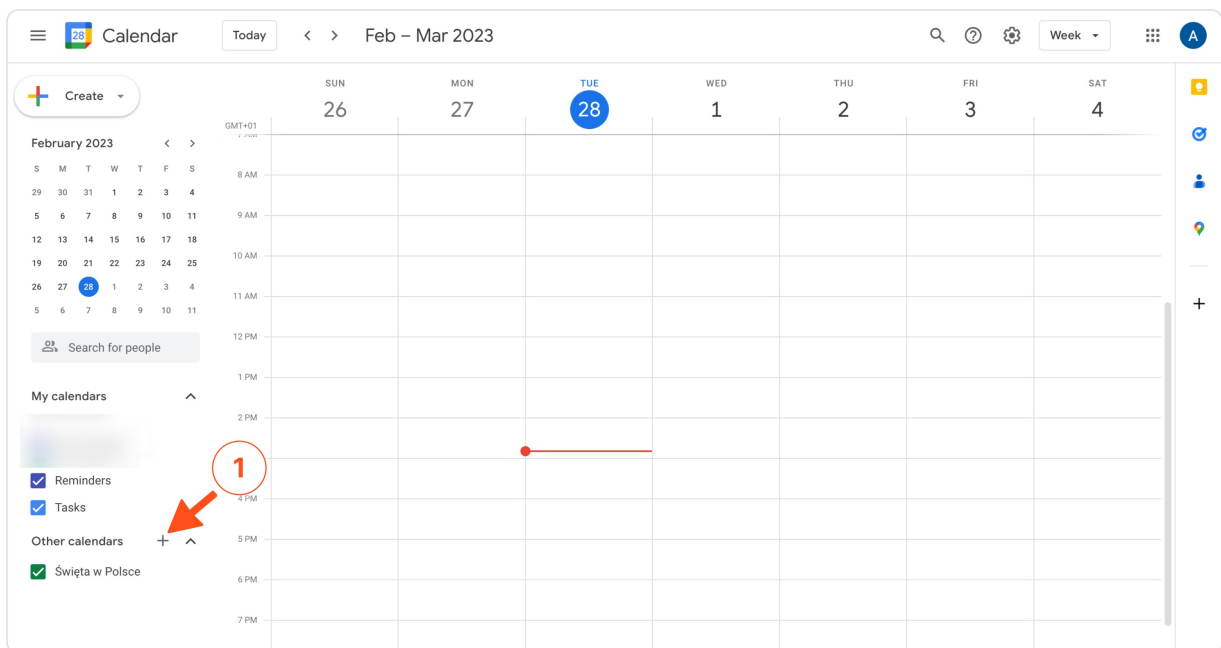 28 Calendar Today Feb – Mar 2023 Week A
Create
SUN MON TUE WED THU FRI SAT
26 27 28 1 2 3 4
GMT+01
February 2023
S M T W T F S
29 30 31 1 2 3 4
5 6 7 8 9 10 11
12 13 14 15 16 17 18
19 20 21 22 23 24 25
26 27 28 1 2 3 4
5 6 7 8 9 10 11
Search for people
My calendars
Reminders
Tasks
Other calendars
Święta w Polsce
8 AM
9 AM
10 AM
11 AM
12 PM
1 PM
2 PM
1
4 PM
5 PM
6 PM
7 PM